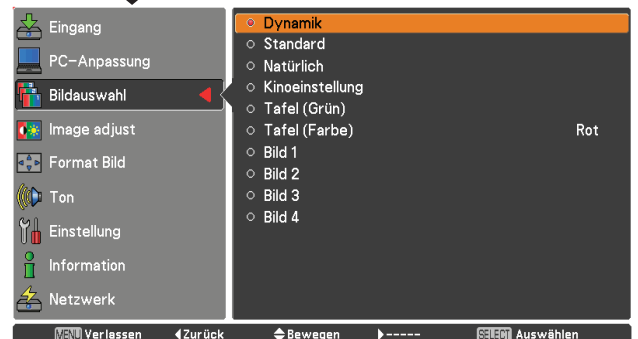 Eingang
PC-Anpassung
Bildauswahl
Image adjust
Format Bild
Ton
Einstellung
Information
Netzwerk
Dynamik
Standard
Natürlich
Kinoeinstellung
Tafel (Grün)
Tafel (Farbe) Rot
Bild 1
Bild 2
Bild 3
Bild 4
MENU Verlassen Zurück Bewegen ----- SELECT Auswählen